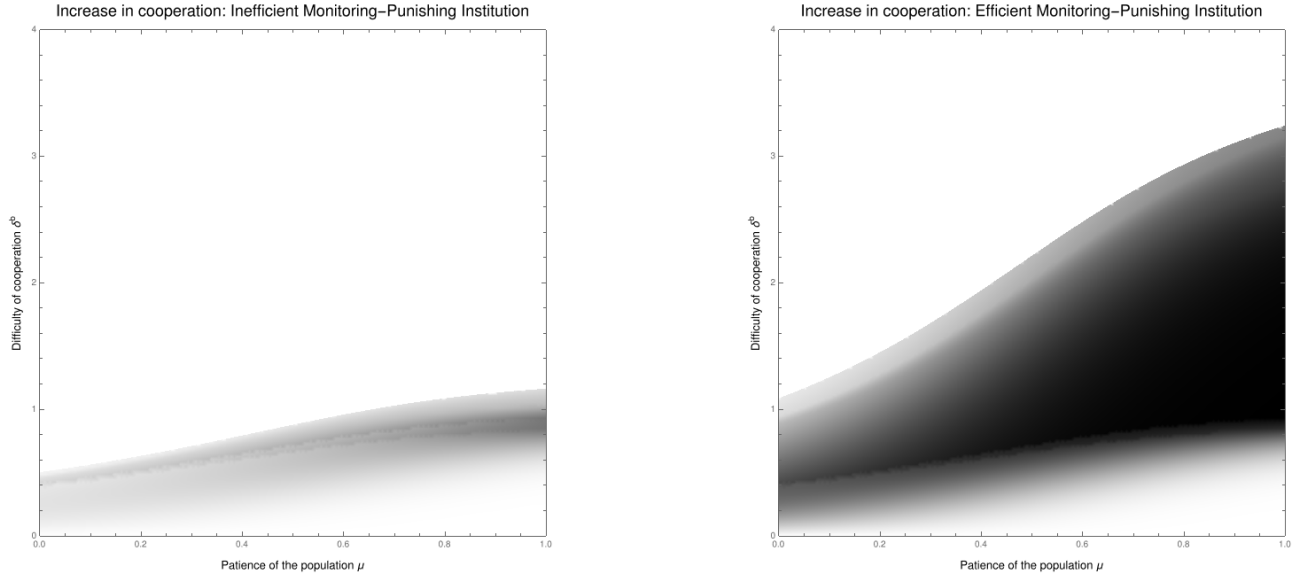 Increase in cooperation: Inefficient Monitoring–Punishing Institution
4
3
2
1
0
Difficulty of cooperation δᵇ
0.0 0.2 0.4 0.6 0.8 1.0
Patience of the population μ
Increase in cooperation: Efficient Monitoring–Punishing Institution
4
3
2
1
0
Difficulty of cooperation δᵇ
0.0 0.2 0.4 0.6 0.8 1.0
Patience of the population μ